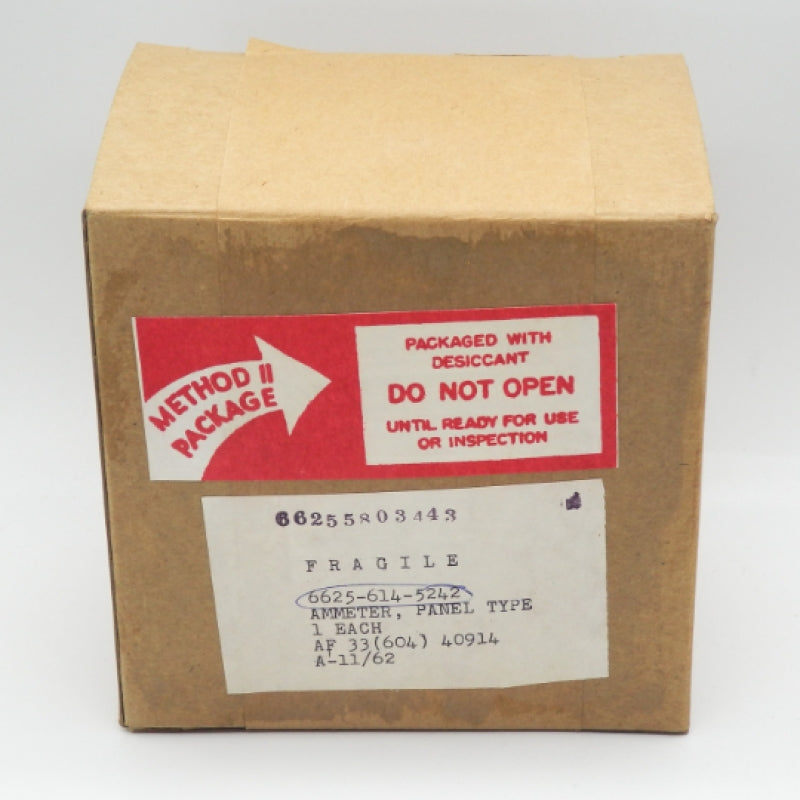 METHOD II
PACKAGE
PACKAGED WITH
DESICCANT
DO NOT OPEN
UNTIL READY FOR USE
OR INSPECTION
66255803443
FRAGILE
6625-614-5242
AMMETER, PANEL TYPE
1 EACH
AF 33(604) 40914
A-11/62